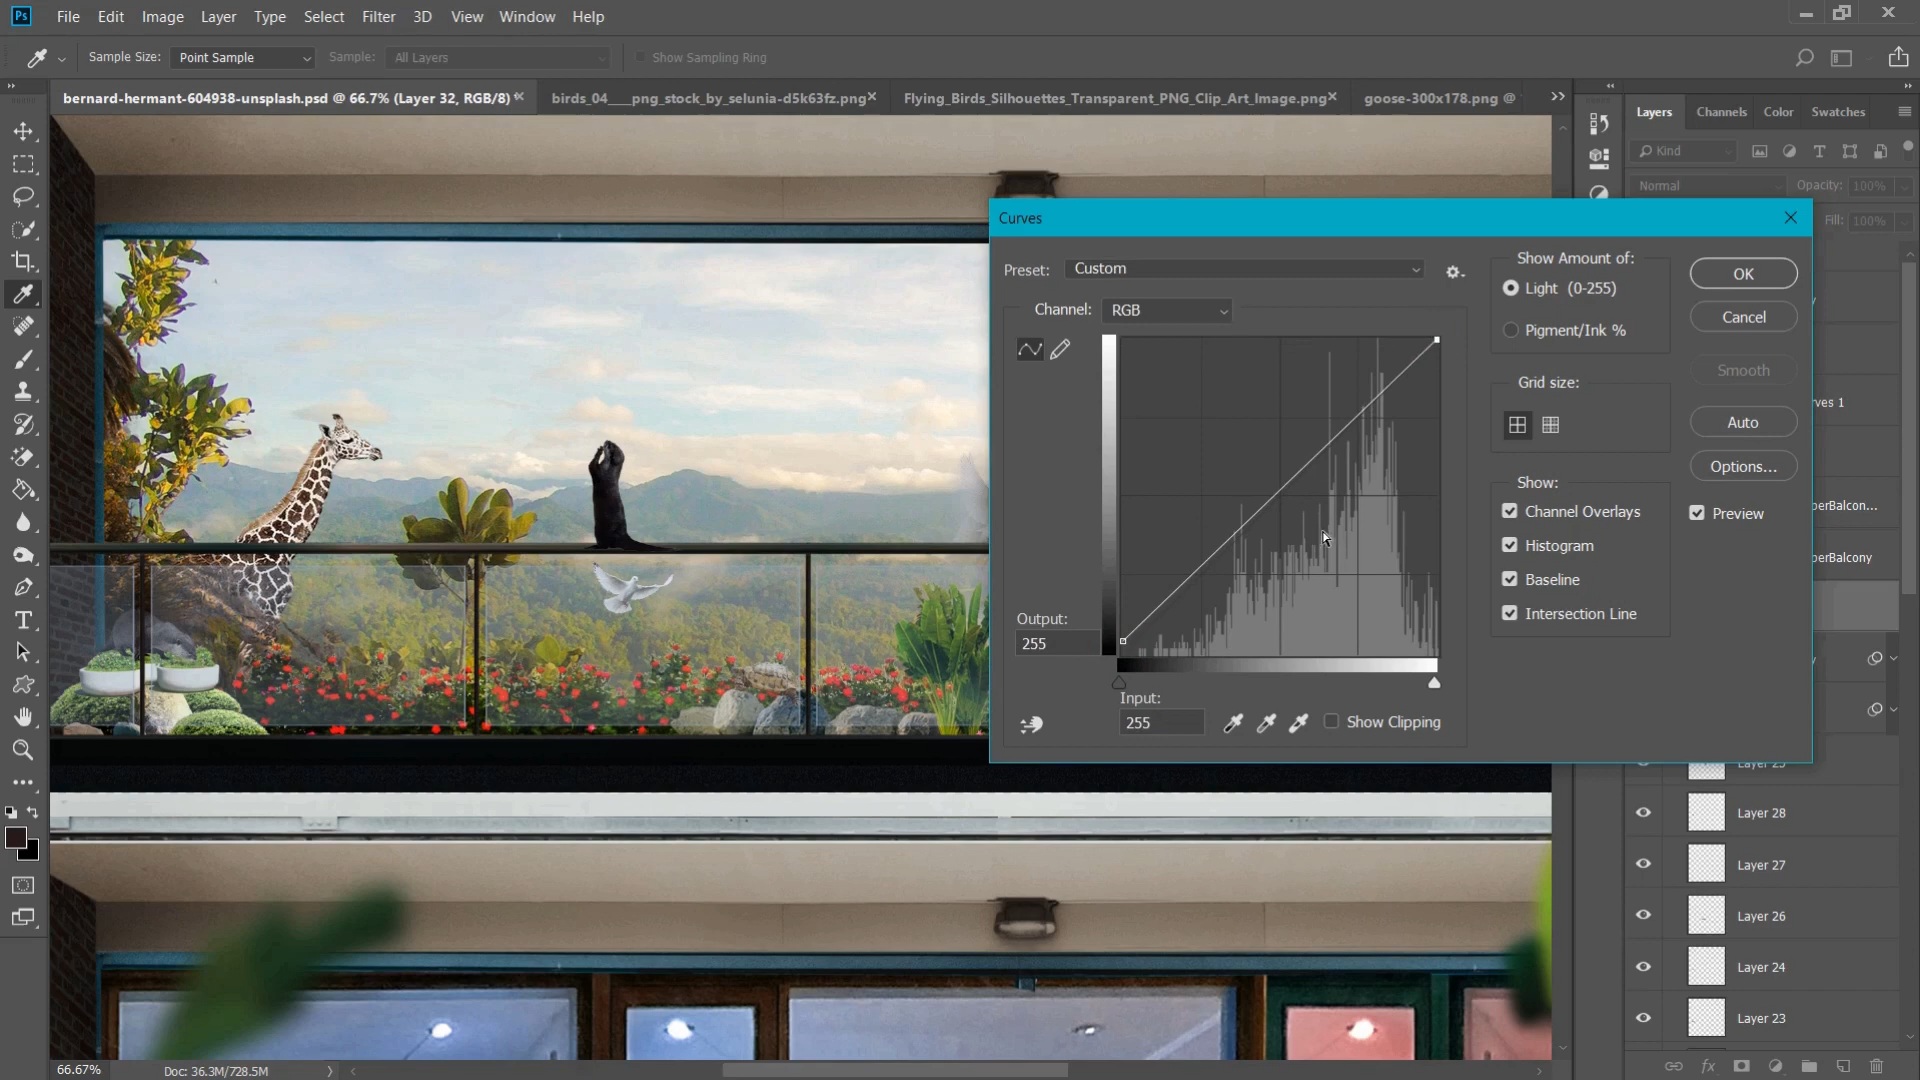 Ps File Edit Image Layer Type Select Filter 3D View Window Help
Sample Size: Point Sample Sample: All Layers Show Sampling Ring
bernard-hermant-604938-unsplash.psd @ 66.7% (Layer 32, RGB/8) *
birds_04___png_stock_by_selunia-d5k63fz.png
Flying_Birds_Silhouettes_Transparent_PNG_Clip_Art_Image.png
goose-300x178.png @
Layers Channels Color Swatches
Kind
Normal Opacity: 100%
Fill: 100%
Curves
Preset: Custom
Channel: RGB
Output:
255
Input:
255
Show Clipping
Show Amount of:
Light (0-255)
Pigment/Ink %
Grid size:
Show:
Channel Overlays
Histogram
Baseline
Intersection Line
OK
Cancel
Smooth
Auto
Options...
Preview
ves 1
perBalcon...
perBalcony
Layer 28
Layer 27
Layer 26
Layer 24
Layer 23
66.67% Doc: 36.3M/728.5M